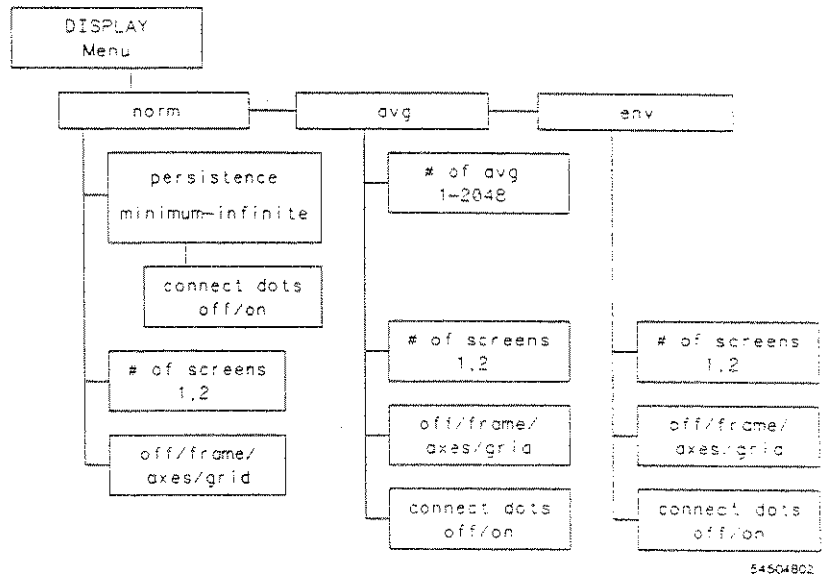 DISPLAY
Menu
norm
avg
env
persistence
minimum-infinite
connect dots
off/on
# of screens
1,2
off/frame/
axes/grid
# of avg
1-2048
# of screens
1,2
off/frame/
axes/grid
connect dots
off/on
# of screens
1,2
off/frame/
axes/grid
connect dots
off/on
54504802